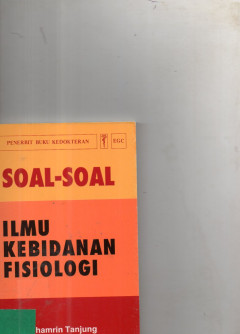 PENERBIT BUKU KEDOKTERAN EGC
SOAL-SOAL
ILMU
KEBIDANAN
FISIOLOGI
hamrin Tanjung